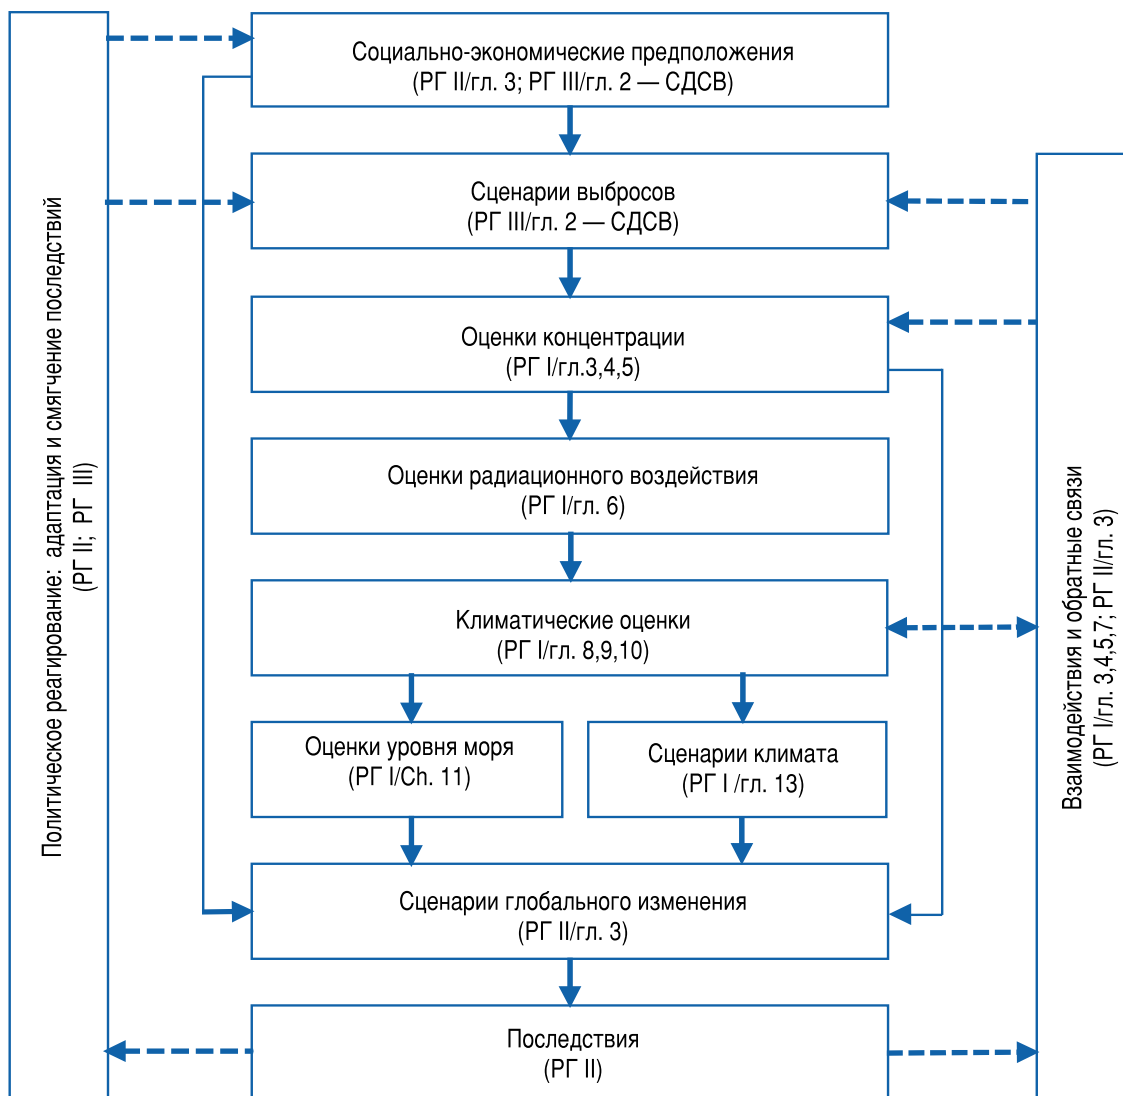 Социально-экономические предположения
(РГ II/гл. 3; РГ III/гл. 2 — СДСВ)
Сценарии выбросов
(РГ III/гл. 2 — СДСВ)
Оценки концентрации
(РГ I/гл.3,4,5)
Оценки радиационного воздействия
(РГ I/гл. 6)
Климатические оценки
(РГ I/гл. 8,9,10)
Оценки уровня моря
(РГ I/Ch. 11)
Сценарии климата
(РГ I /гл. 13)
Сценарии глобального изменения
(РГ II/гл. 3)
Последствия
(РГ II)
Политическое реагирование: адаптация и смягчение последствий
(РГ II; РГ III)
Взаимодействия и обратные связи
(РГ I/гл. 3,4,5,7; РГ II/гл. 3)